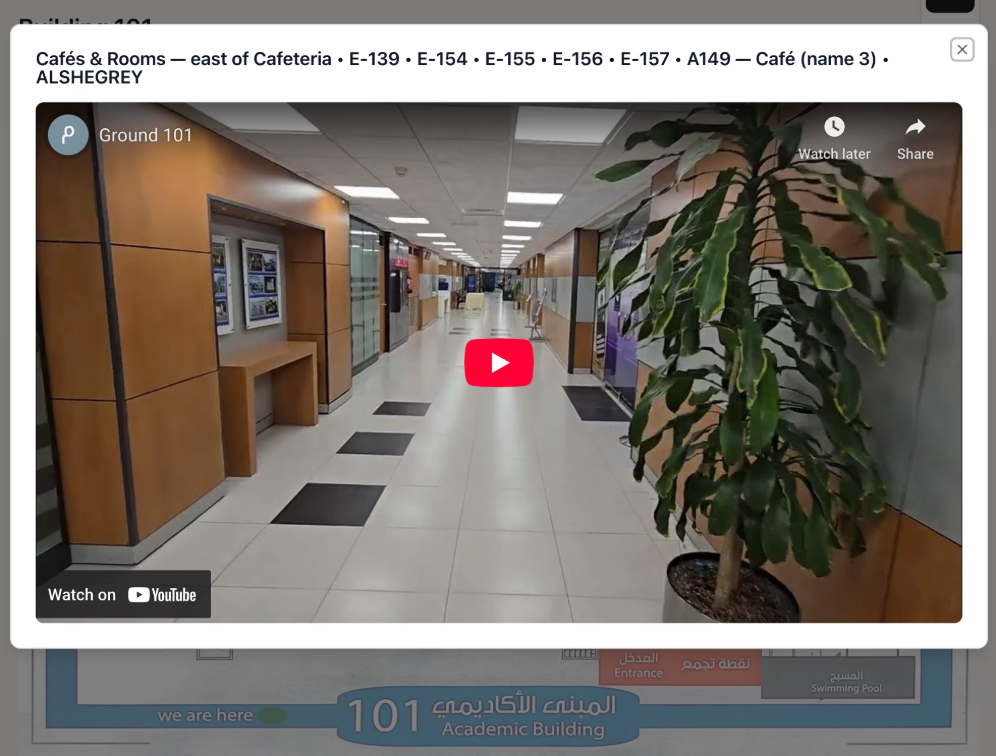 Building 101
Cafés & Rooms — east of Cafeteria • E-139 • E-154 • E-155 • E-156 • E-157 • A149 — Café (name 3) •
ALSHEGREY
Ground 101
Watch later
Share
Watch on YouTube
المدخل
Entrance
نقطة تجمع
المسبح
Swimming Pool
we are here
101
المبنى الأكاديمي
Academic Building